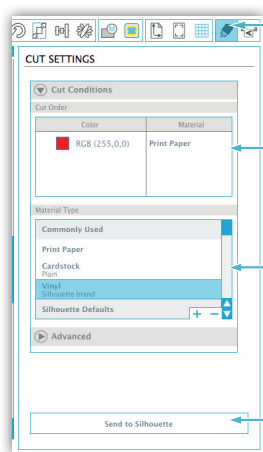 CUT SETTINGS
Cut Conditions
Cut Order
Color Material
RGB (255,0,0) Print Paper
Material Type
Commonly Used
Print Paper
Cardstock
Plain
Vinyl
Silhouette brand
Silhouette Defaults + −
Advanced
Send to Silhouette